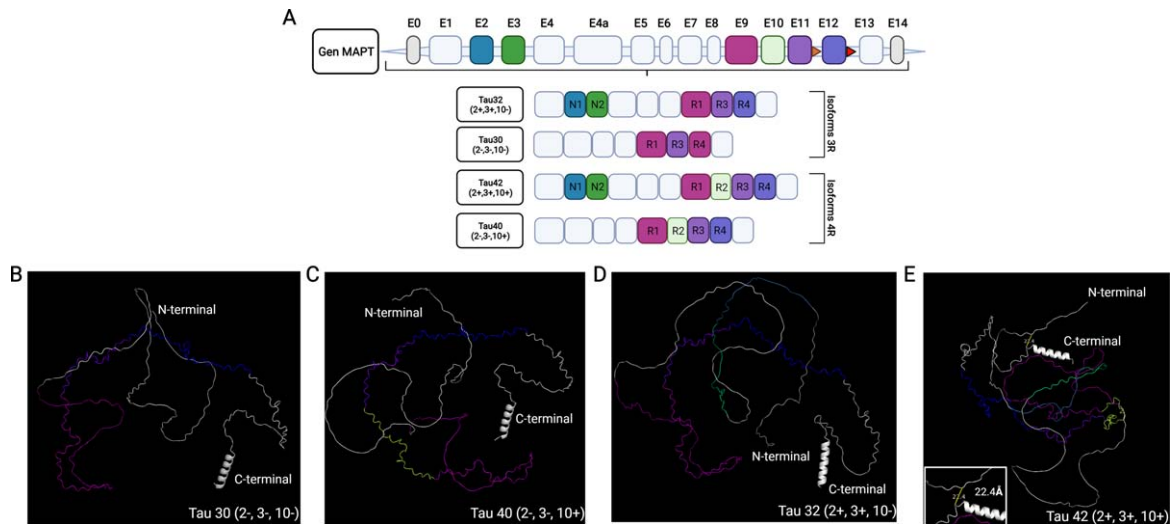 A
E0 E1 E2 E3 E4 E4a E5 E6 E7 E8 E9 E10 E11 E12 E13 E14
Gen MAPT
Tau32
(2+,3+,10-)
N1 N2 R1 R3 R4
Tau30
(2-,3-,10-)
R1 R3 R4
Isoforms 3R
Tau42
(2+,3+,10+)
N1 N2 R1 R2 R3 R4
Tau40
(2-,3-,10+)
R1 R2 R3 R4
Isoforms 4R
B
N-terminal
C-terminal
Tau 30 (2-, 3-, 10-)
C
N-terminal
C-terminal
Tau 40 (2-, 3-, 10+)
D
N-terminal
C-terminal
Tau 32 (2+, 3+, 10-)
E
N-terminal
22.4
C-terminal
22.4
22.4Å
Tau 42 (2+, 3+, 10+)